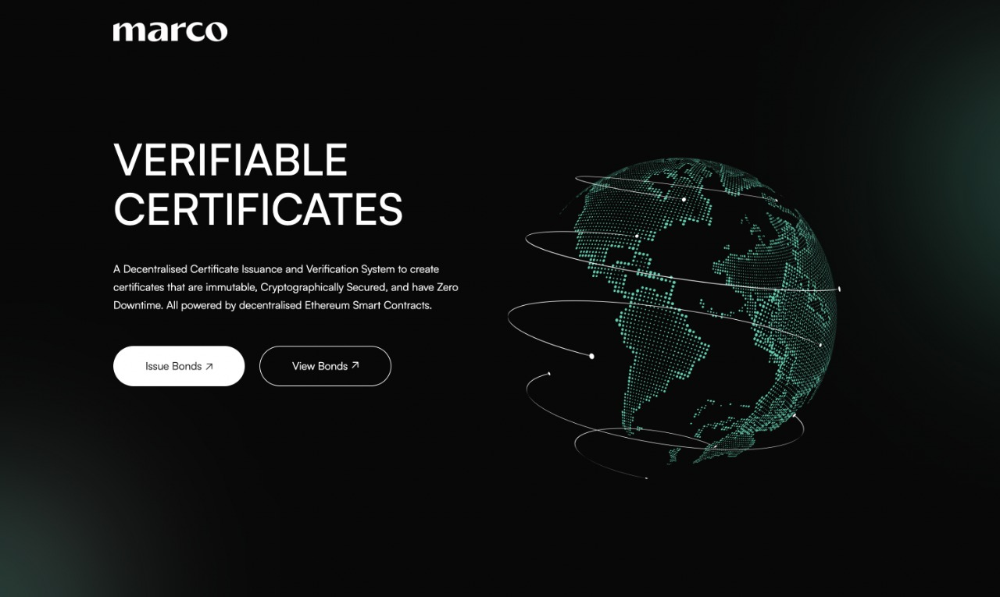 marco
VERIFIABLE
CERTIFICATES
A Decentralised Certificate Issuance and Verification System to create
certificates that are immutable, Cryptographically Secured, and have Zero
Downtime. All powered by decentralised Ethereum Smart Contracts.
Issue Bonds ↗
View Bonds ↗